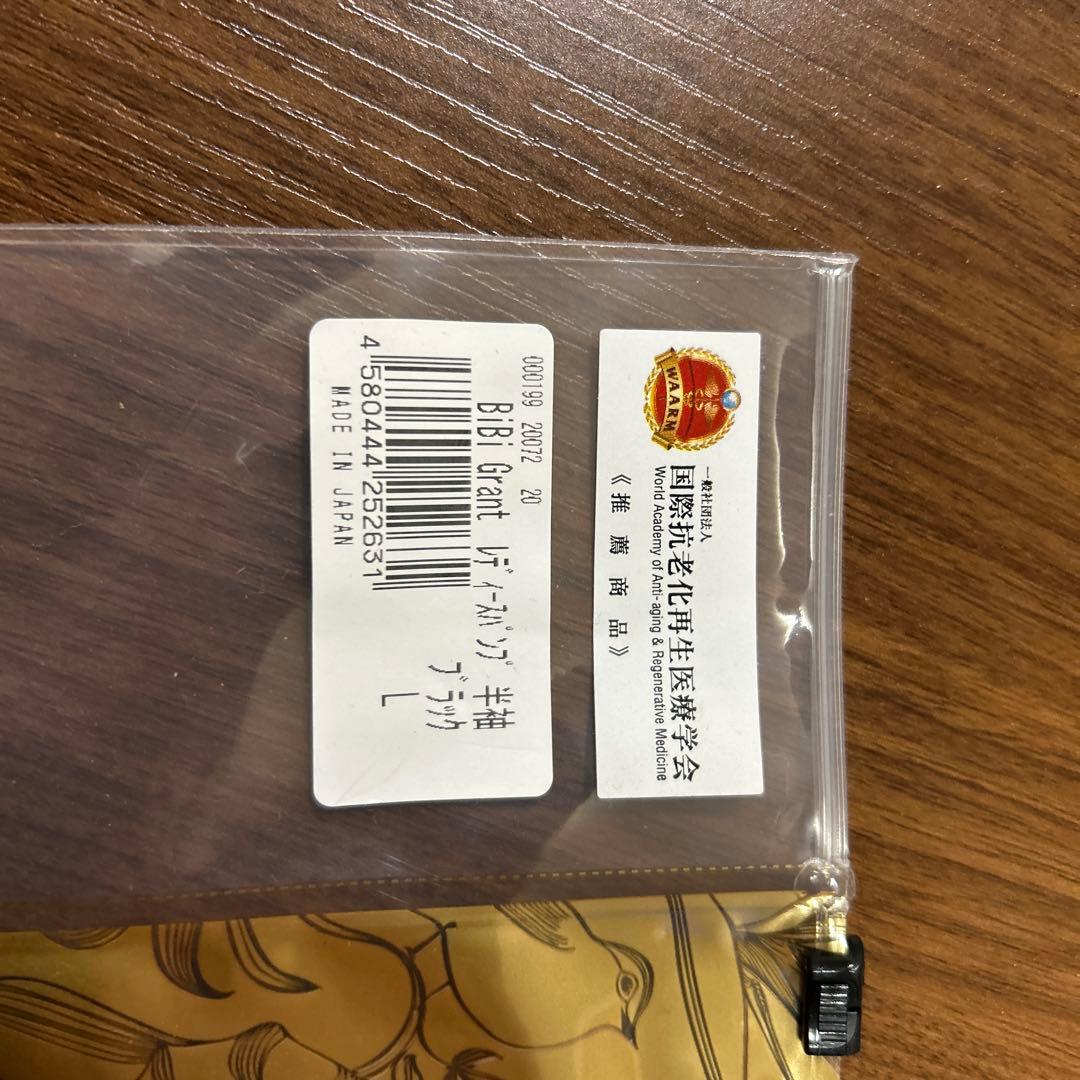 WAARM
一般社団法人
国際抗老化再生医療学会
World Academy of Anti-aging & Regenerative Medicine
《推薦商品》
000199 20072 20
BiBi Grant ﾚﾃﾞｨｰｽﾊﾟﾝﾌﾟ 半袖
ﾌﾞﾗｯｸ
L
4 580444 252631
MADE IN JAPAN